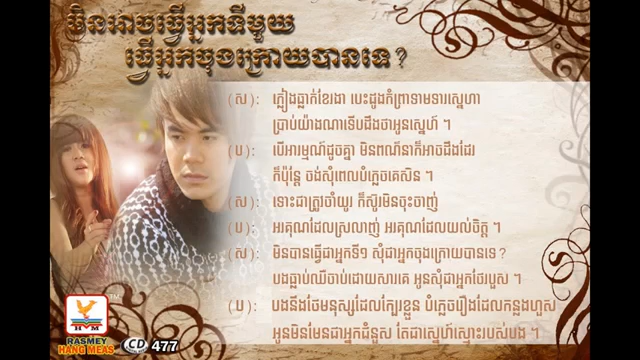 មិនអាចធ្វើអ្នកទីមួយ
ធ្វើអ្នកចុងក្រោយបានទេ?
(ស): ភ្លៀងធ្លាក់ខែរងា បេះដូងកំព្រាទាមទារស្នេហា
ប្រាប់យ៉ាងណាទើបដឹងថាអូនស្នេហ៍ ។
(ប): បើអារម្មណ៍ដូចគ្នា មិនពណ៌នាក៏អាចដឹងដែរ
ក៏ប៉ុន្តែ ចង់សុំពេលបំភ្លេចគេសិន ។
(ស): ទោះជាត្រូវចាំយូរ ក៏ស៊ូរមិនចុះចាញ់
(ប): អរគុណដែលស្រលាញ់ អរគុណដែលយល់ចិត្ត ។
(ស): មិនបានធ្វើជាអ្នកទី១ សុំជាអ្នកចុងក្រោយបានទេ?
បងធ្លាប់ឈឺចាប់ដោយសារគេ អូនសុំជាអ្នកថែរបួស ។
(ប): បងនឹងថែមនុស្សដែលក្បែរខ្លួន បំភ្លេចរឿងដែលកន្លងហួស
អូនមិនមែនជាអ្នកជំនួស តែជាស្នេហ៍ស្មោះរបស់បង ។
HM
RASMEY
HANG MEAS
CD 477